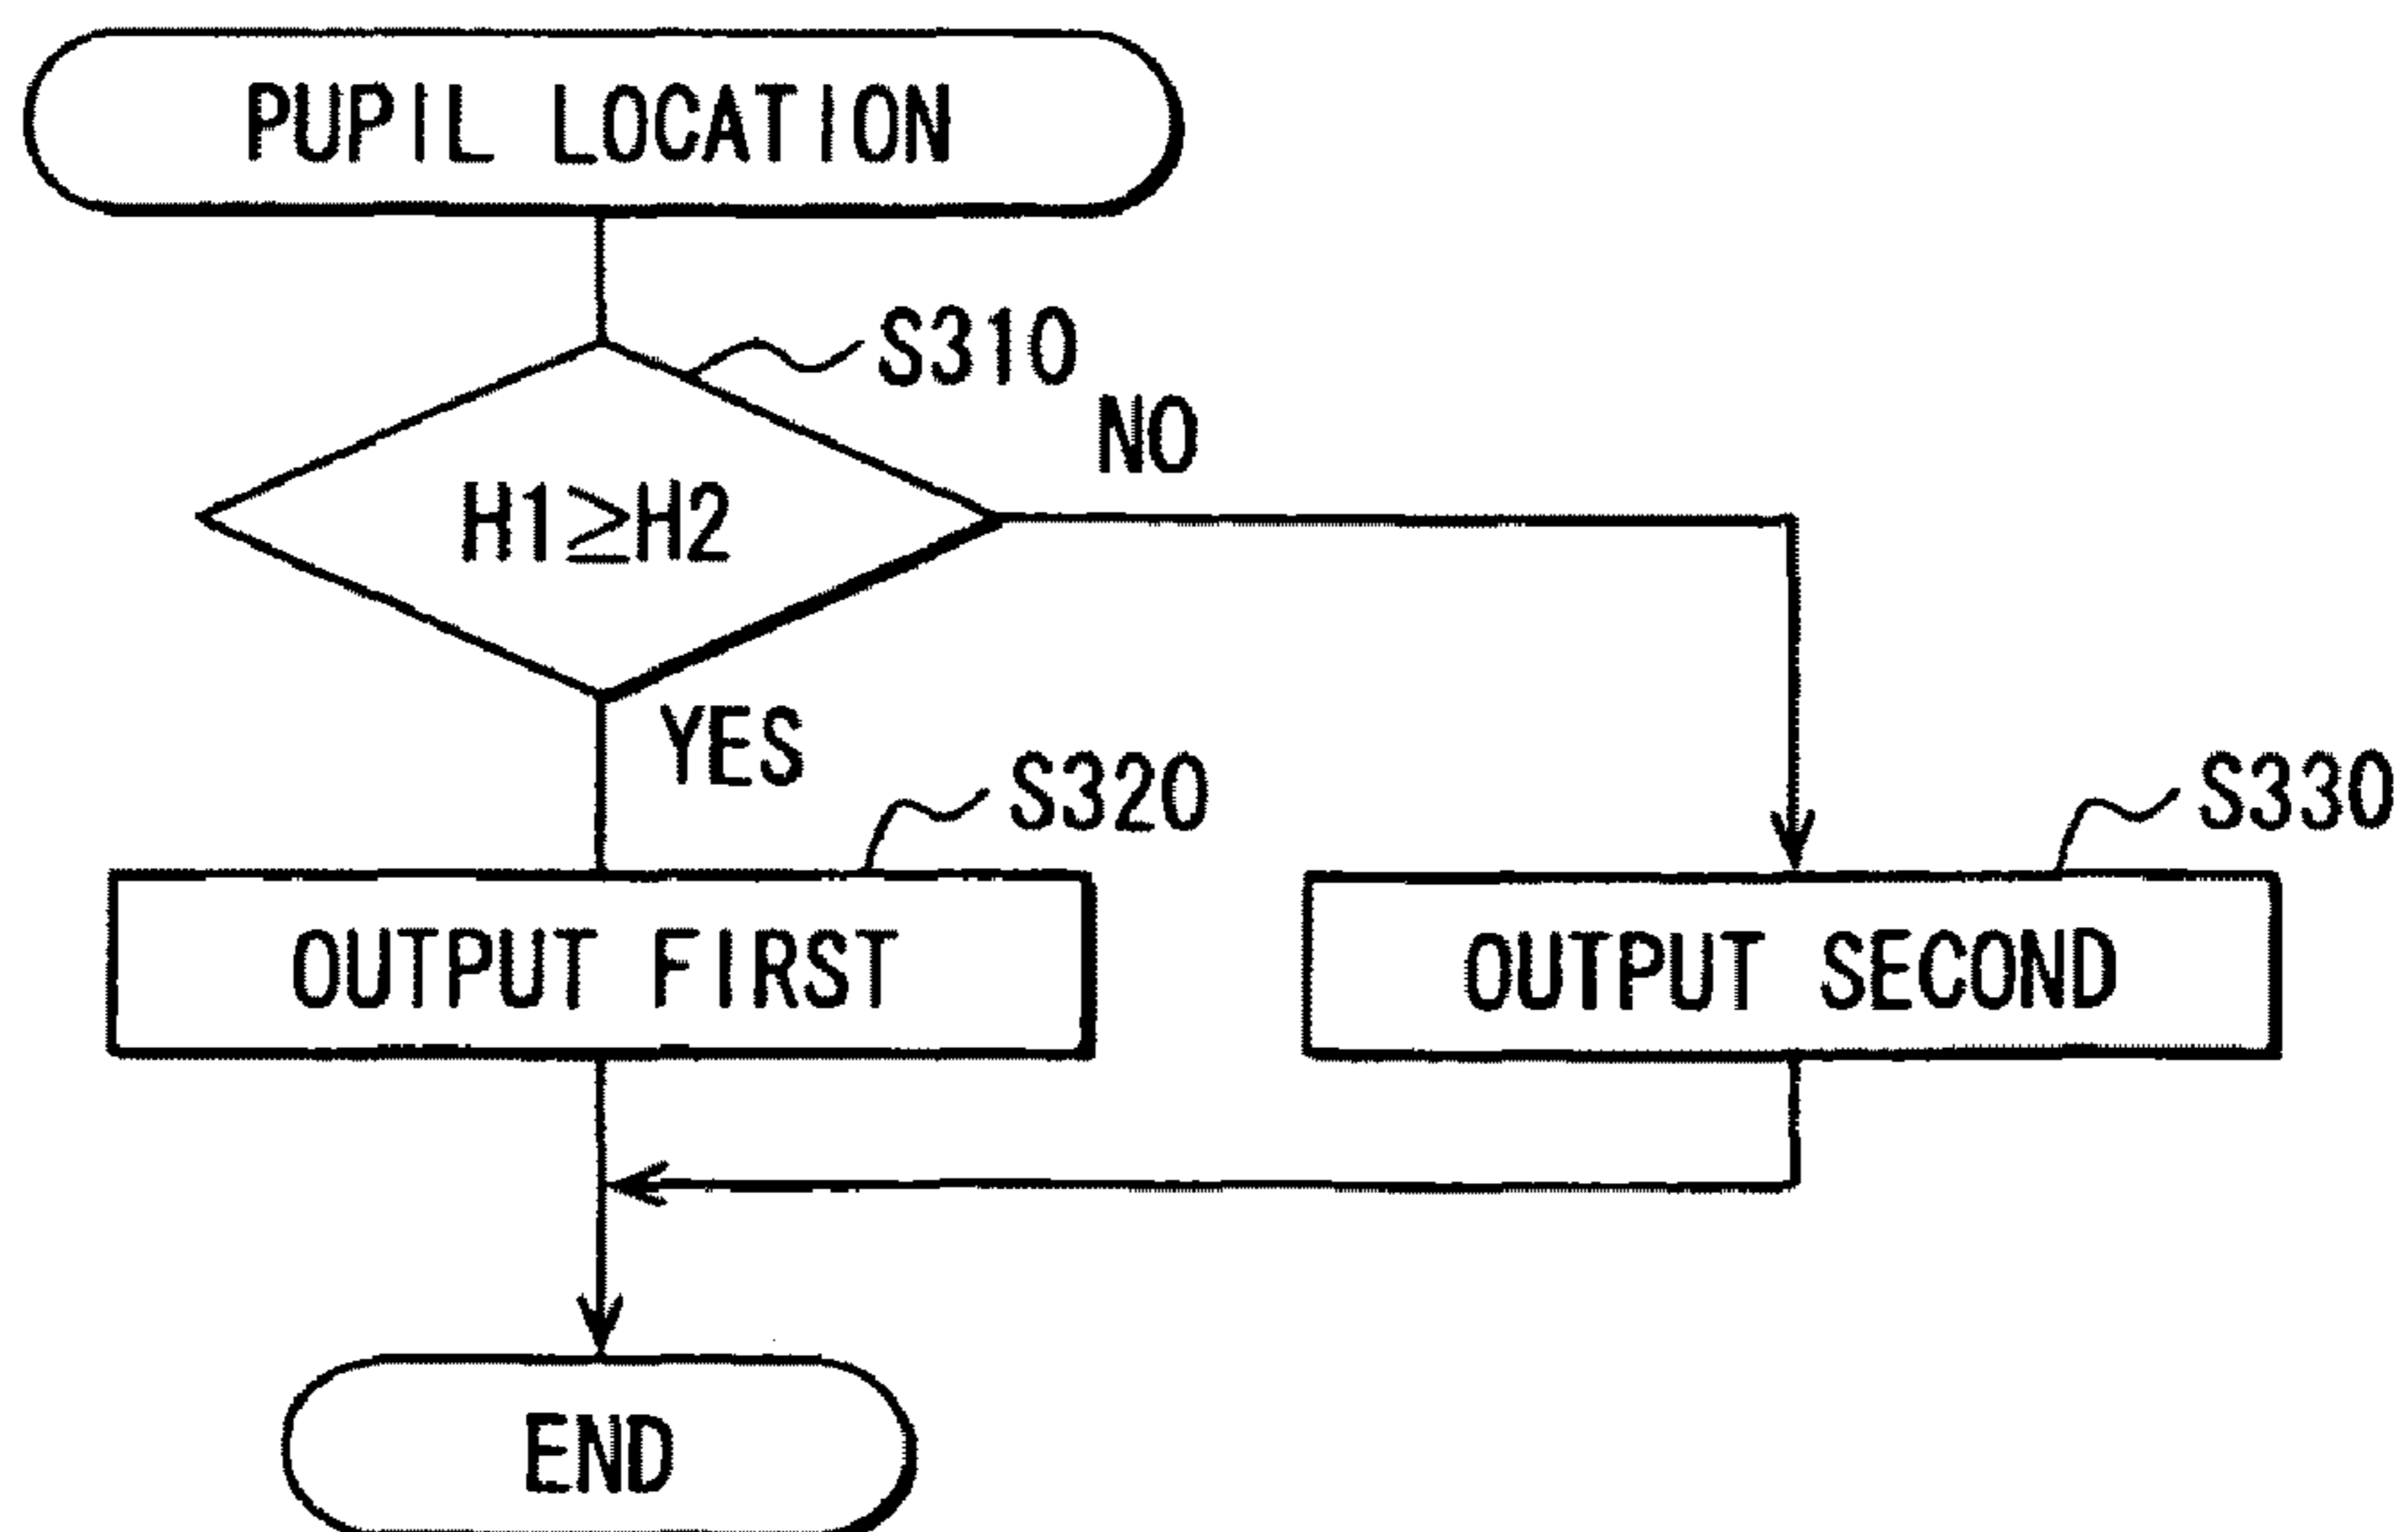 PUPIL LOCATION
S310
NO
H1≧H2
YES
S320
S330
OUTPUT FIRST
OUTPUT SECOND
END